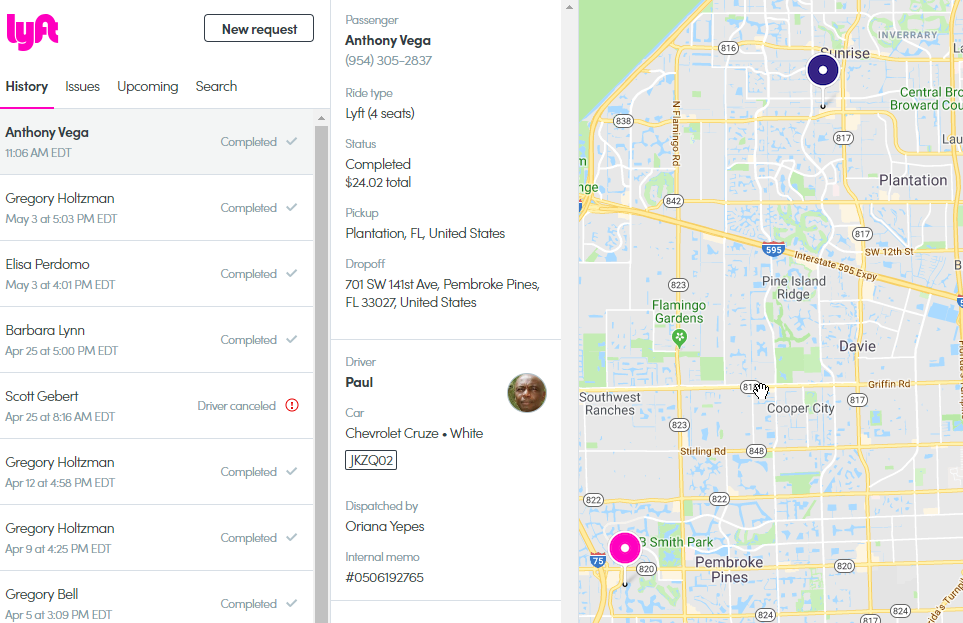 lyft
New request
History
Issues
Upcoming
Search
Anthony Vega
11:06 AM EDT
Completed
Gregory Holtzman
May 3 at 5:03 PM EDT
Completed
Elisa Perdomo
May 3 at 4:01 PM EDT
Completed
Barbara Lynn
Apr 25 at 5:00 PM EDT
Completed
Scott Gebert
Apr 25 at 8:16 AM EDT
Driver canceled
Gregory Holtzman
Apr 12 at 4:58 PM EDT
Completed
Gregory Holtzman
Apr 9 at 4:25 PM EDT
Completed
Gregory Bell
Apr 5 at 3:09 PM EDT
Completed
Passenger
Anthony Vega
(954) 305-2837
Ride type
Lyft (4 seats)
Status
Completed
$24.02 total
Pickup
Plantation, FL, United States
Dropoff
701 SW 141st Ave, Pembroke Pines,
FL 33027, United States
Driver
Paul
Car
Chevrolet Cruze • White
JKZQ02
Dispatched by
Oriana Yepes
Internal memo
#0506192765
INVERRARY
816
Sunrise
Central Bro
Broward Cou
838
N Flamingo Rd
817
Lau
Plantation
nge
842
817
595
SW 12th St
Interstate 595 Expy
823
Pine Island
Ridge
Flamingo
Gardens
Davie
Griffin Rd
Southwest
Ranches
817
Cooper City
823
Stirling Rd
848
822
822
B Smith Park
75
820
Pembroke
Pines
820
824
824
817
ida's Turnp